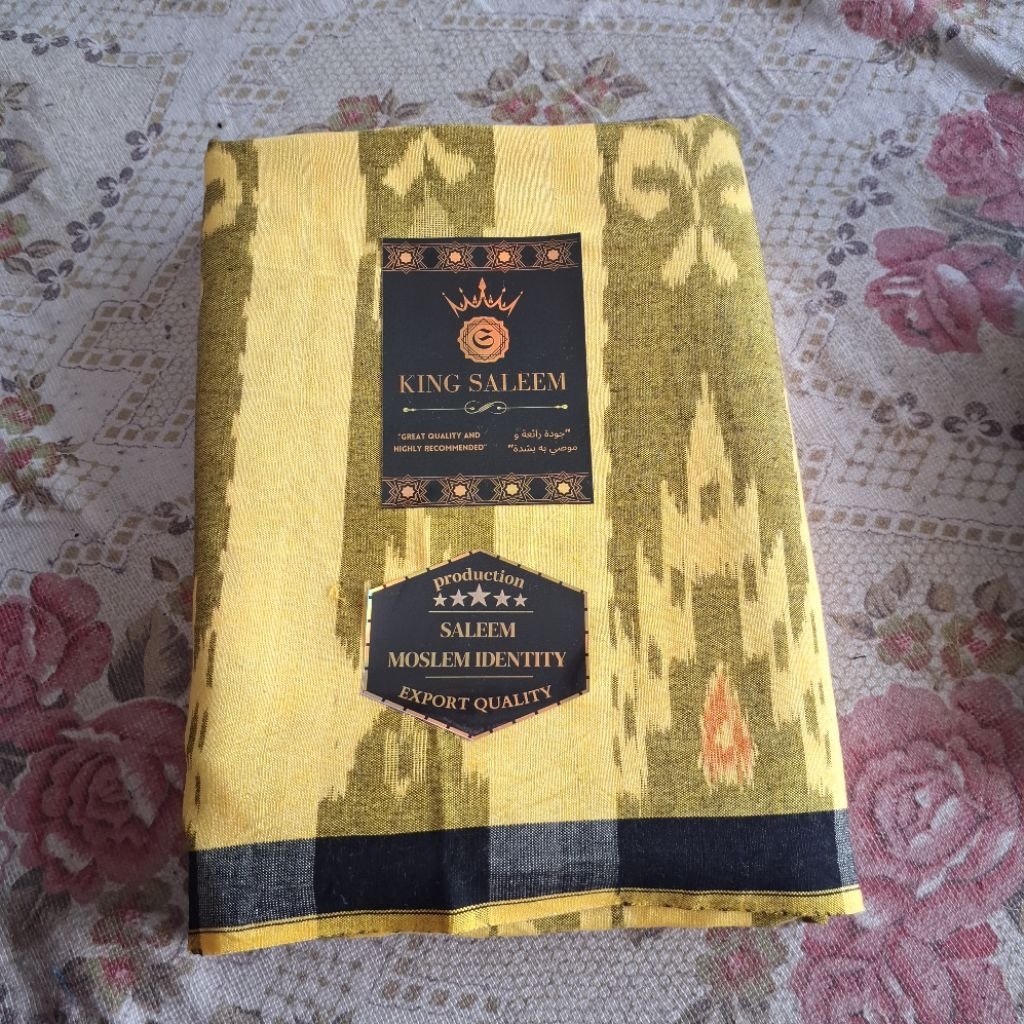 S
KING SALEEM
"GREAT QUALITY AND
HIGHLY RECOMMENDED"
"جودة رائعة و
موصي به بشدة"
production
SALEEM
MOSLEM IDENTITY
EXPORT QUALITY